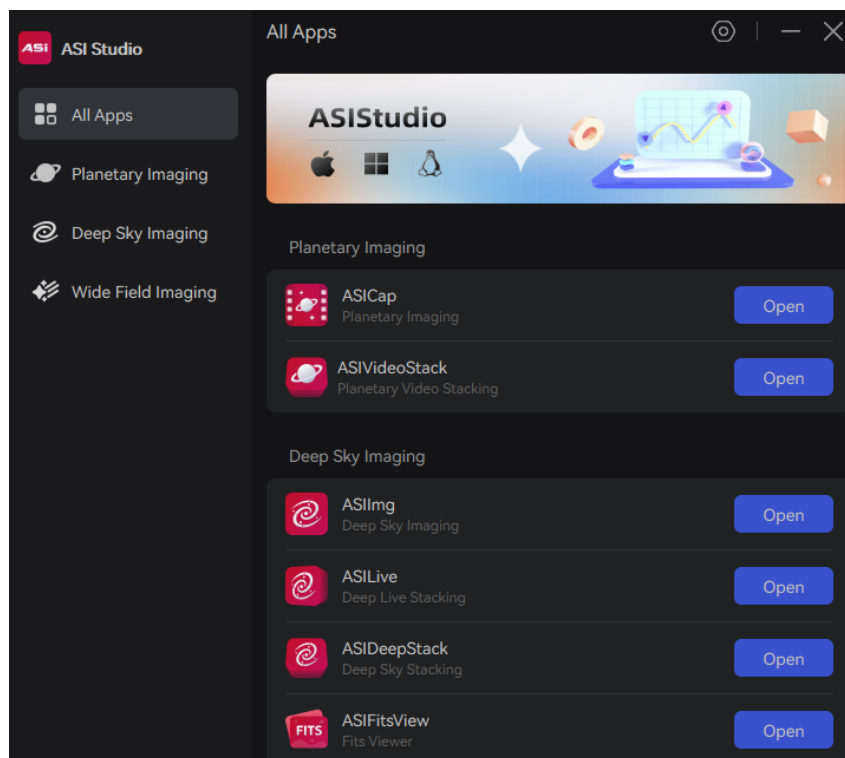 ASi ASI Studio
All Apps
Planetary Imaging
Deep Sky Imaging
Wide Field Imaging
All Apps
ASIStudio
Planetary Imaging
ASICap
Planetary Imaging
Open
ASIVideoStack
Planetary Video Stacking
Open
Deep Sky Imaging
ASIImg
Deep Sky Imaging
Open
ASILive
Deep Live Stacking
Open
ASIDeepStack
Deep Sky Stacking
Open
FITS
ASIFitsView
Fits Viewer
Open